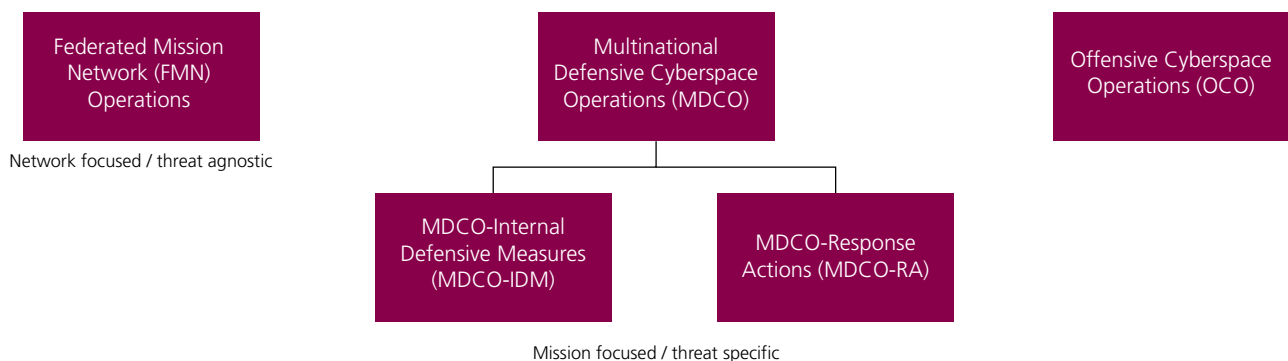 Federated Mission
Network (FMN)
Operations
Network focused / threat agnostic
Multinational
Defensive Cyberspace
Operations (MDCO)
Offensive Cyberspace
Operations (OCO)
MDCO-Internal
Defensive Measures
(MDCO-IDM)
MDCO-Response
Actions (MDCO-RA)
Mission focused / threat specific